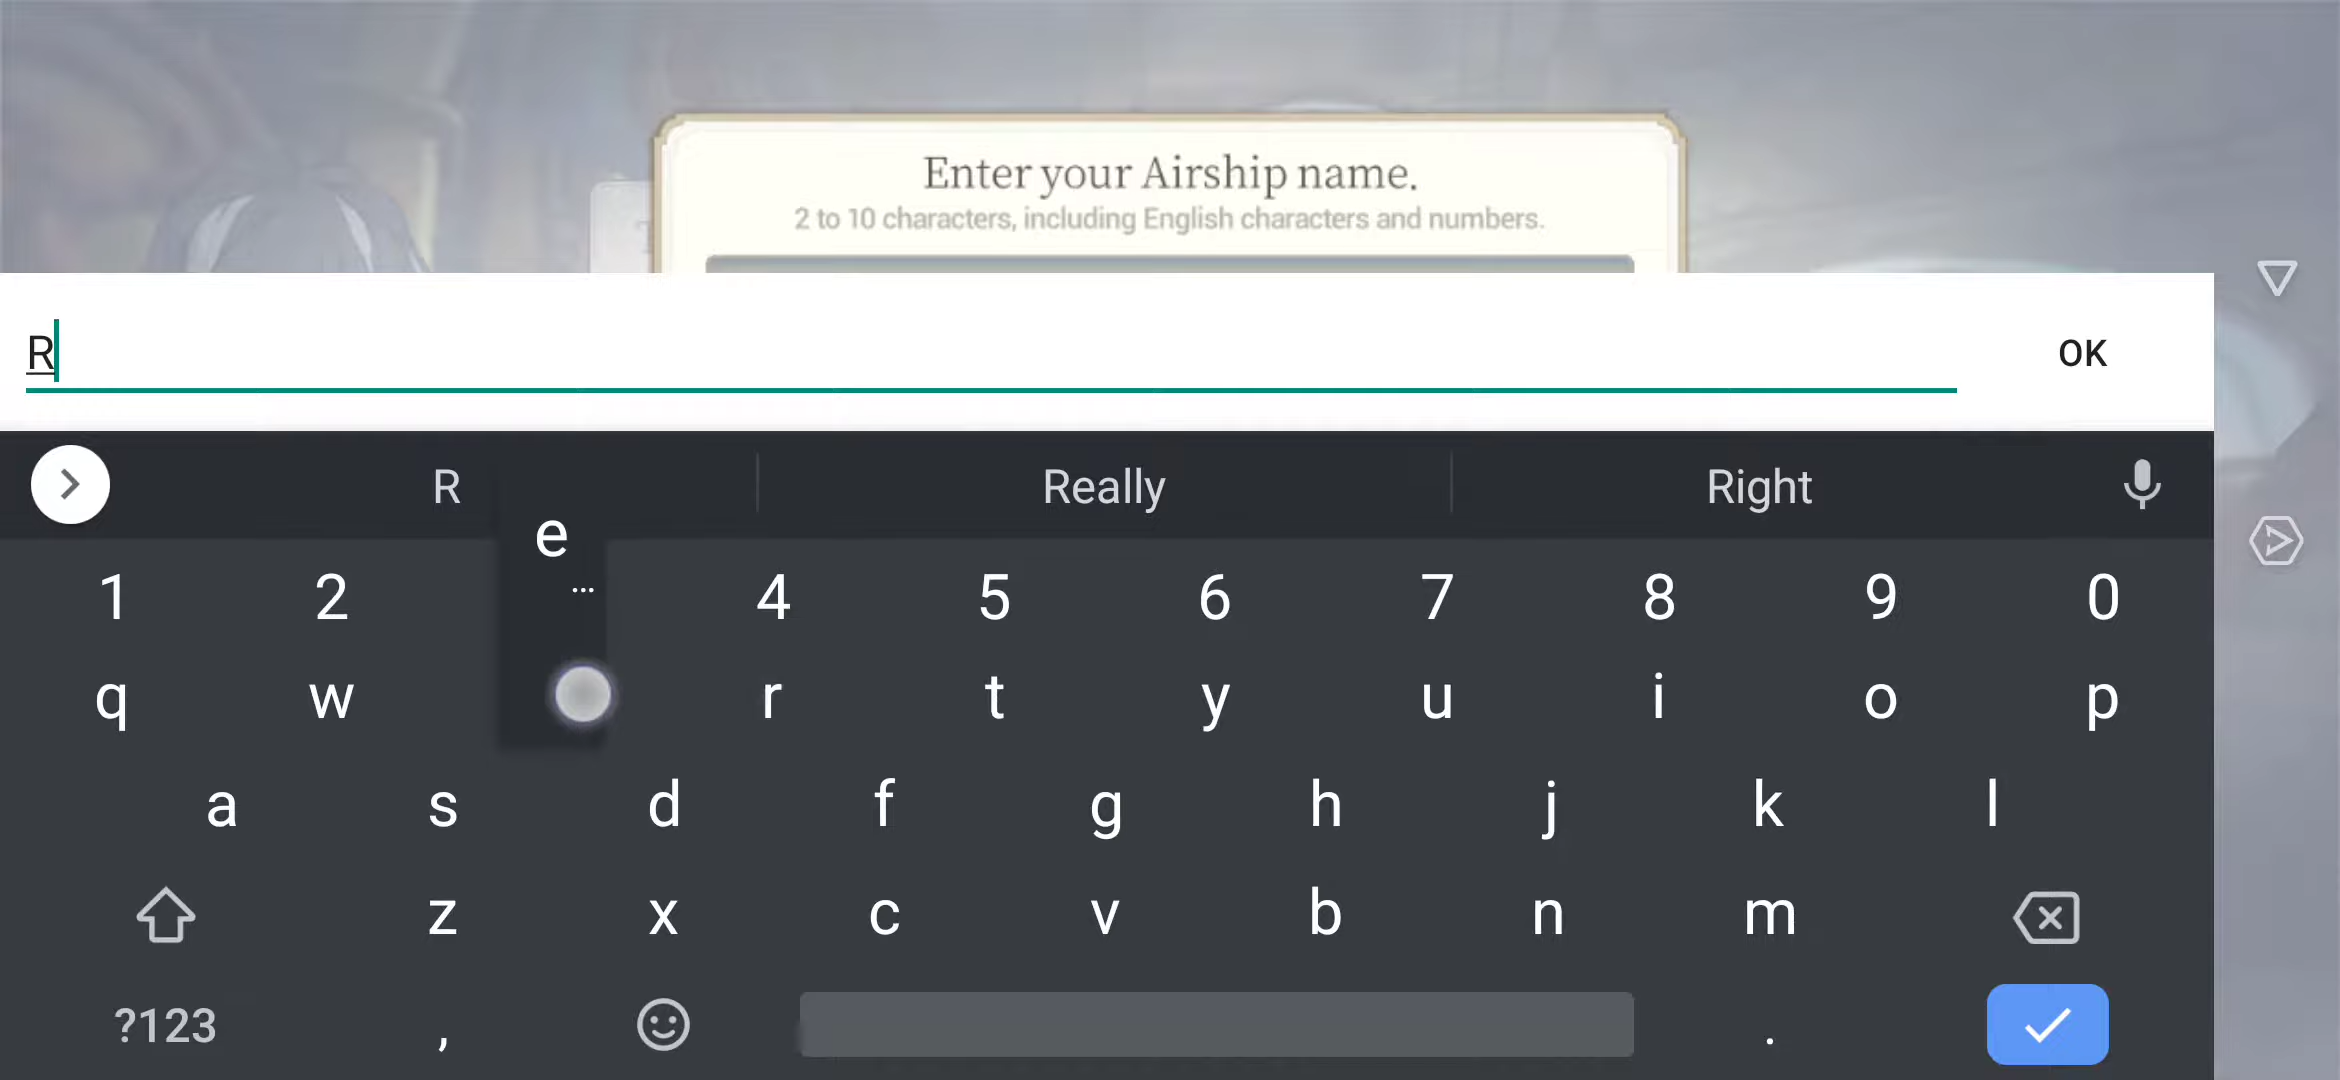 Enter your Airship name.
2 to 10 characters, including English characters and numbers.
R
OK
R Really Right
e
...
1 2 4 5 6 7 8 9 0
q w r t y u i o p
a s d f g h j k l
z x c v b n m
?123 , .